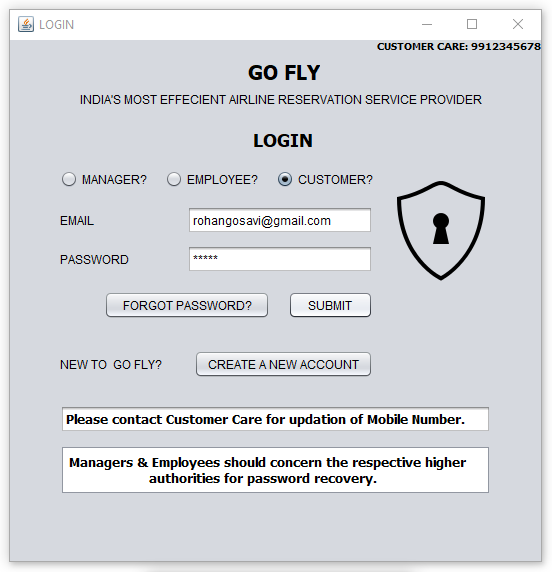 LOGIN
CUSTOMER CARE: 9912345678
GO FLY
INDIA'S MOST EFFECIENT AIRLINE RESERVATION SERVICE PROVIDER
LOGIN
MANAGER? EMPLOYEE? CUSTOMER?
EMAIL rohangosavi@gmail.com
PASSWORD *****
FORGOT PASSWORD? SUBMIT
NEW TO GO FLY? CREATE A NEW ACCOUNT
Please contact Customer Care for updation of Mobile Number.
Managers & Employees should concern the respective higher
authorities for password recovery.